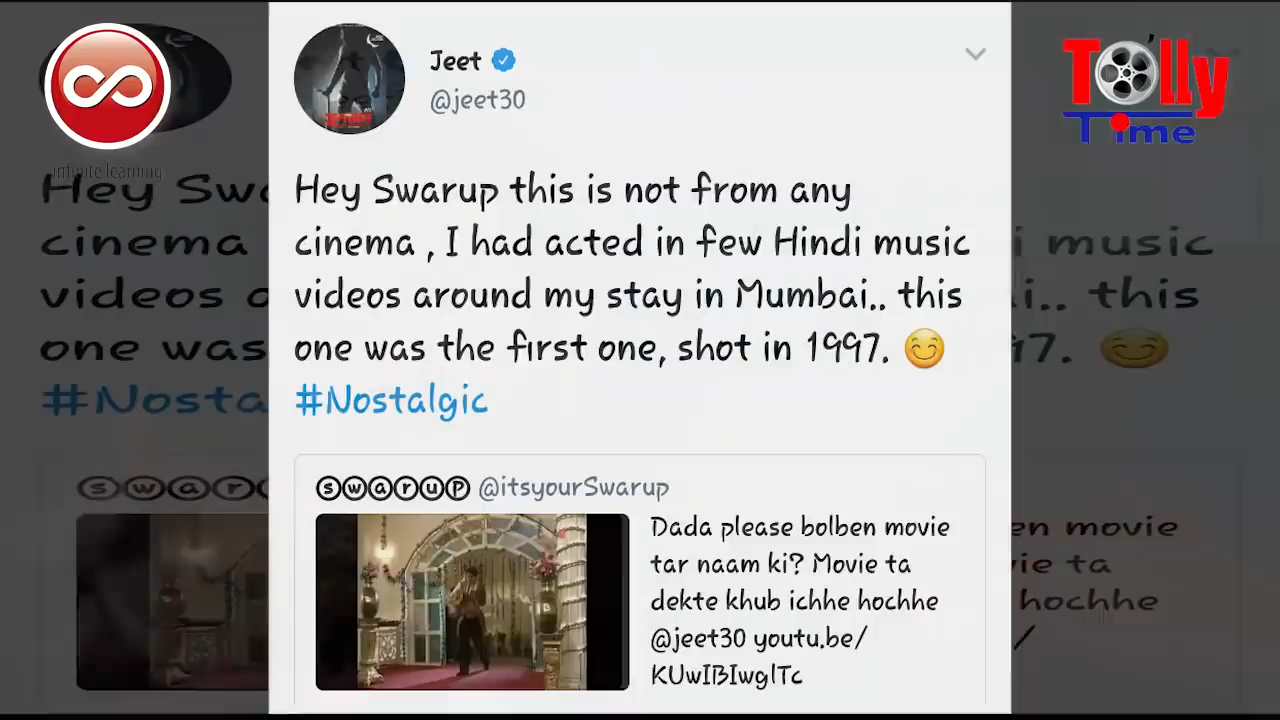 Jeet
@jeet30
Tolly
Time
Infinite learning
Hey Swarup this is not from any
cinema , I had acted in few Hindi music
videos around my stay in Mumbai.. this
one was the first one, shot in 1997. 😊
#Nostalgic
ⓢⓦⓐⓡⓤⓟ @itsyourSwarup
Dada please bolben movie
tar naam ki? Movie ta
dekte khub ichhe hochhe
@jeet30 youtu.be/
KUwIBIwglTc